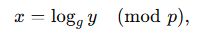 x = log_g y (mod p),